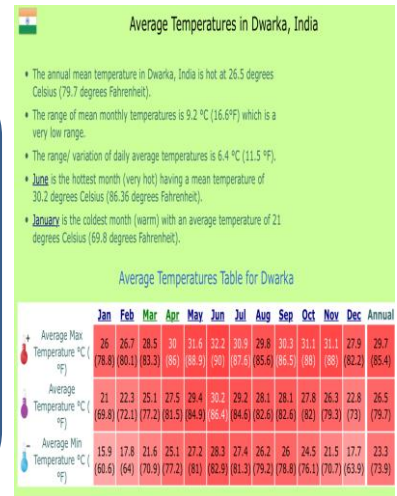 Average Temperatures in Dwarka, India
The annual mean temperature in Dwarka, India is hot at 26.5 degrees
Celsius (79.7 degrees Fahrenheit).
The range of mean monthly temperatures is 9.2 °C (16.6°F) which is a
very low range.
The range/ variation of daily average temperatures is 6.4 °C (11.5 °F).
June is the hottest month (very hot) having a mean temperature of
30.2 degrees Celsius (86.36 degrees Fahrenheit).
January is the coldest month (warm) with an average temperature of 21
degrees Celsius (69.8 degrees Fahrenheit).
Average Temperatures Table for Dwarka
Jan Feb Mar Apr May Jun Jul Aug Sep Oct Nov Dec Annual
Average Max
Temperature °C (
°F)
26 26.7 28.5 30 31.6 32.2 30.9 29.8 30.3 31.1 31.1 27.9 29.7
(78.8) (80.1) (83.3) (86) (88.9) (90) (87.6) (85.6) (86.5) (88) (88) (82.2) (85.4)
Average
Temperature °C (
°F)
21 22.3 25.1 27.5 29.4 30.2 29.2 28.1 28.1 27.8 26.3 22.8 26.5
(69.8) (72.1) (77.2) (81.5) (84.9) (86.4) (84.6) (82.6) (82.6) (82) (79.3) (73) (79.7)
Average Min
Temperature °C (
°F)
15.9 17.8 21.6 25.1 27.2 28.3 27.4 26.2 26 24.5 21.5 17.7 23.3
(60.6) (64) (70.9) (77.2) (81) (82.9) (81.3) (79.2) (78.8) (76.1) (70.7) (63.9) (73.9)